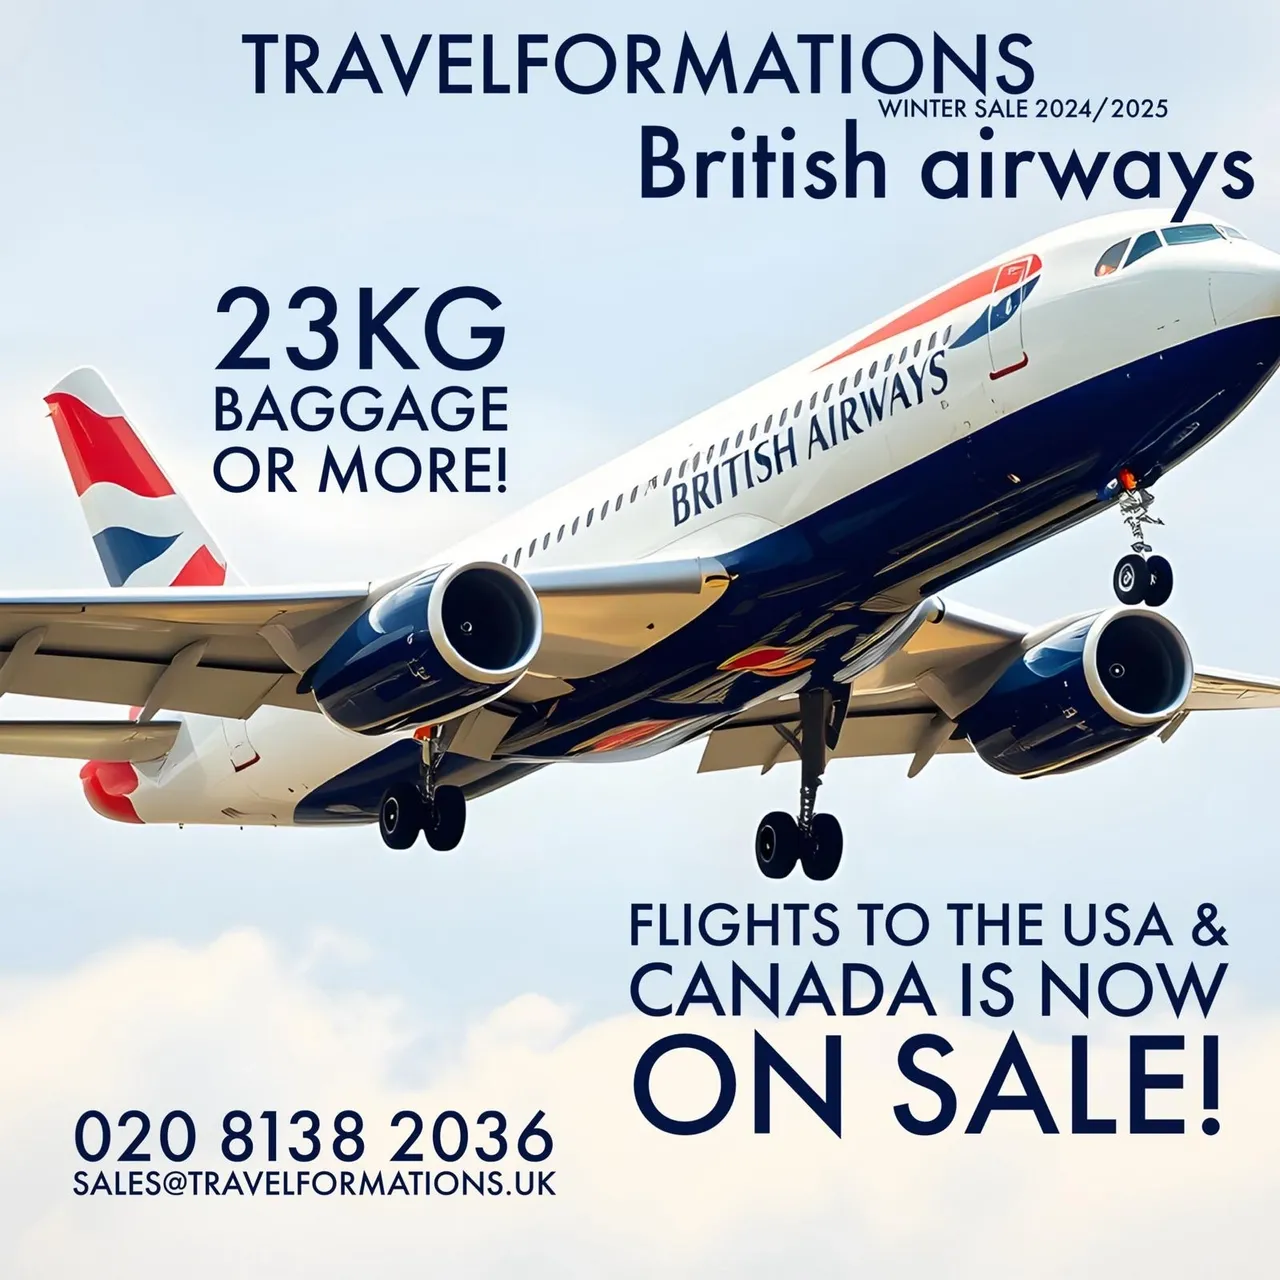 TRAVELFORMATIONS
WINTER SALE 2024/2025
British airways
23KG
BAGGAGE
OR MORE!
BRITISH AIRWAYS
FLIGHTS TO THE USA &
CANADA IS NOW
ON SALE!
020 8138 2036
SALES@TRAVELFORMATIONS.UK